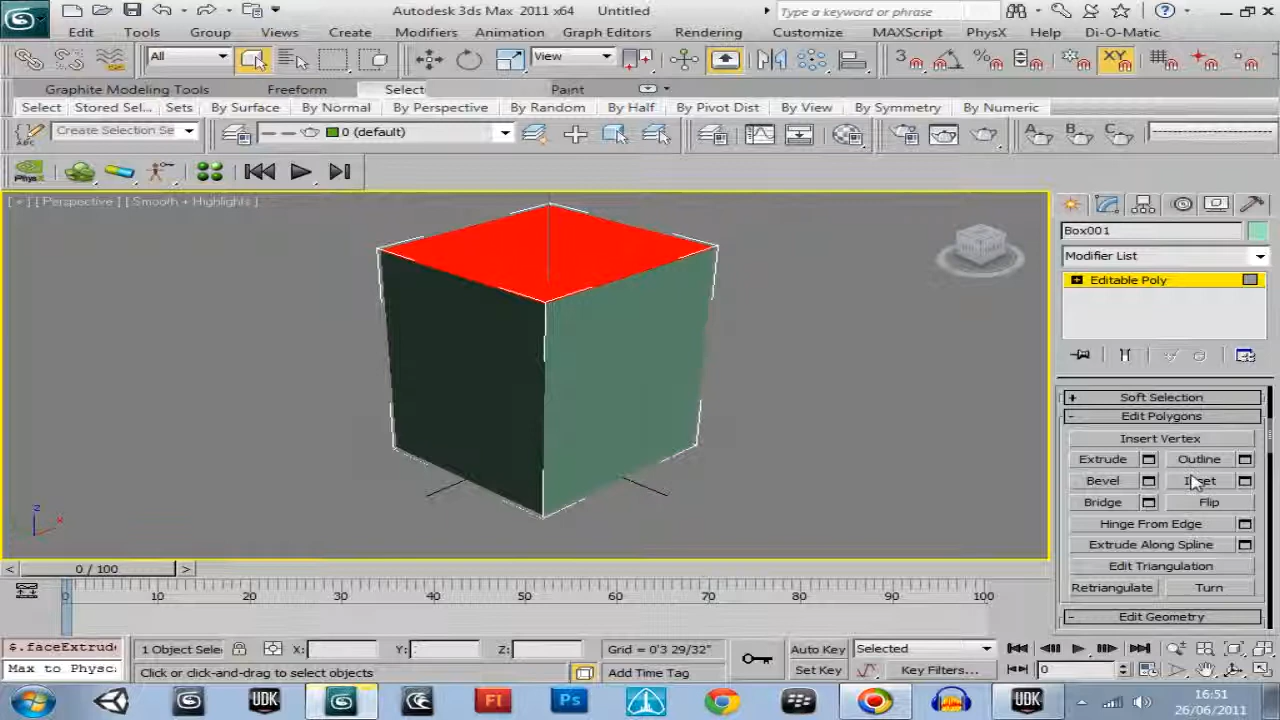 Autodesk 3ds Max 2011 x64 Untitled
Type a keyword or phrase
Edit Tools Group Views Create Modifiers Animation Graph Editors Rendering Customize MAXScript PhysX Help Di-O-Matic
All View XY
Graphite Modeling Tools Freeform Select Paint
Select Stored Sel... Sets By Surface By Normal By Perspective By Random By Half By Pivot Dist By View By Symmetry By Numeric
Create Selection Se 0 (default) A B C
PhysX
[ + ] [ Perspective ] [ Smooth + Highlights ]
Box001
Modifier List
Editable Poly
z
x
+ Soft Selection
- Edit Polygons
Insert Vertex
Extrude Outline
Bevel Inset
Bridge Flip
Hinge From Edge
Extrude Along Spline
Edit Triangulation
Retriangulate Turn
- Edit Geometry
< 0 / 100 >
0 10 20 30 40 50 60 70 80 90 100
$.faceExtrud 1 Object Sele X: Y: Z: Grid = 0'3 29/32" Auto Key Selected
Max to Physc: Click or click-and-drag to select objects Add Time Tag Set Key Key Filters... 0
UDK Fl Ps UDK
16:51
26/06/2011